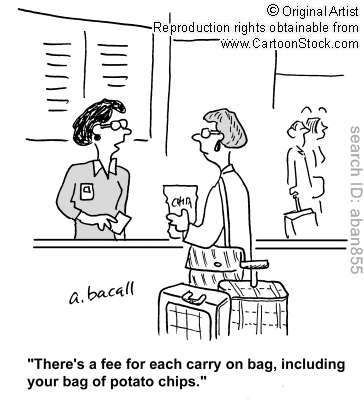 © Original Artist
Reproduction rights obtainable from
www.CartoonStock.com
search ID: aban855
CHIPS
a.bacall
"There's a fee for each carry on bag, including
your bag of potato chips."